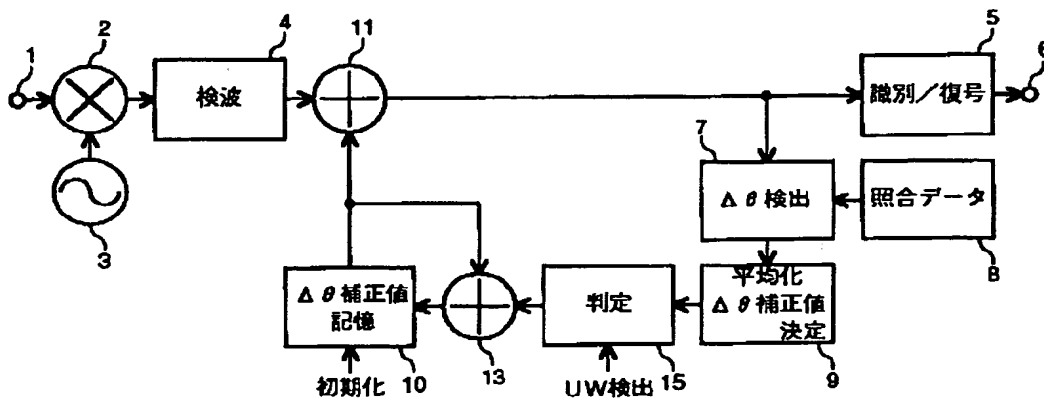 1
2
3
4
検波
11
5
識別/復号
6
7
Δθ検出
照合データ
8
平均化
Δθ補正値
決定
9
判定
15
UW検出
13
Δθ補正値
記憶
10
初期化